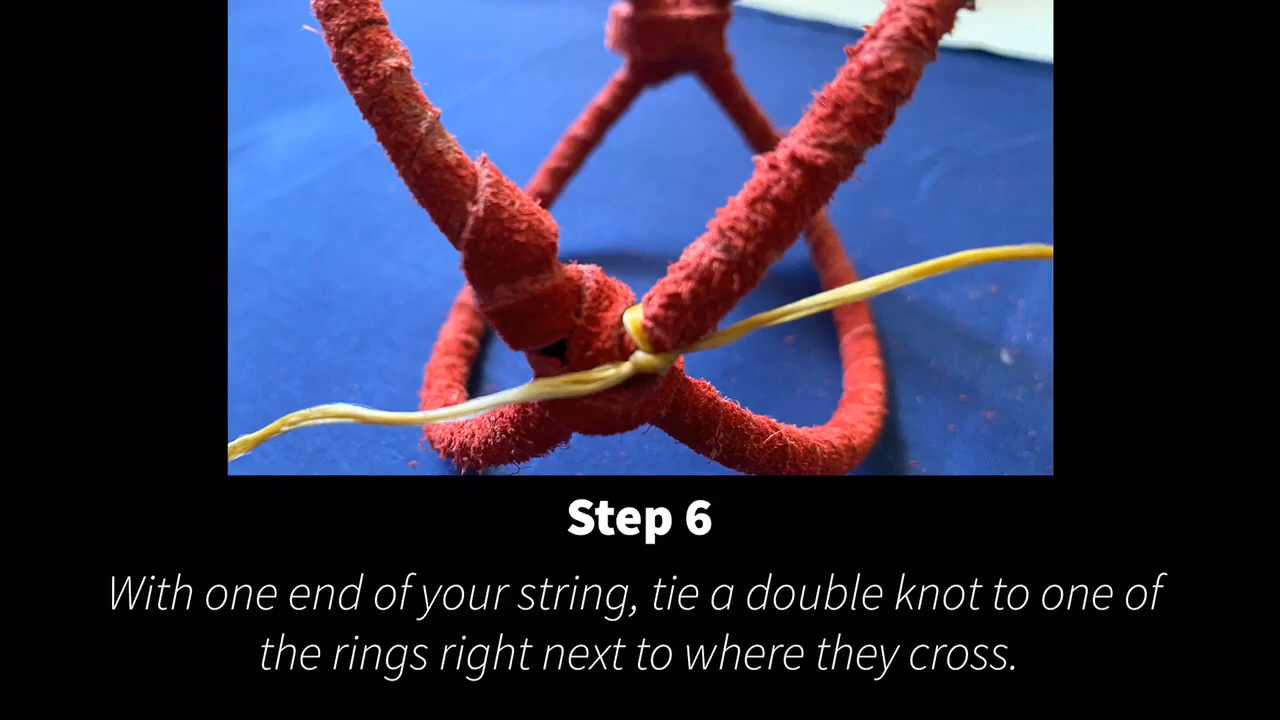 Step 6
With one end of your string, tie a double knot to one of
the rings right next to where they cross.